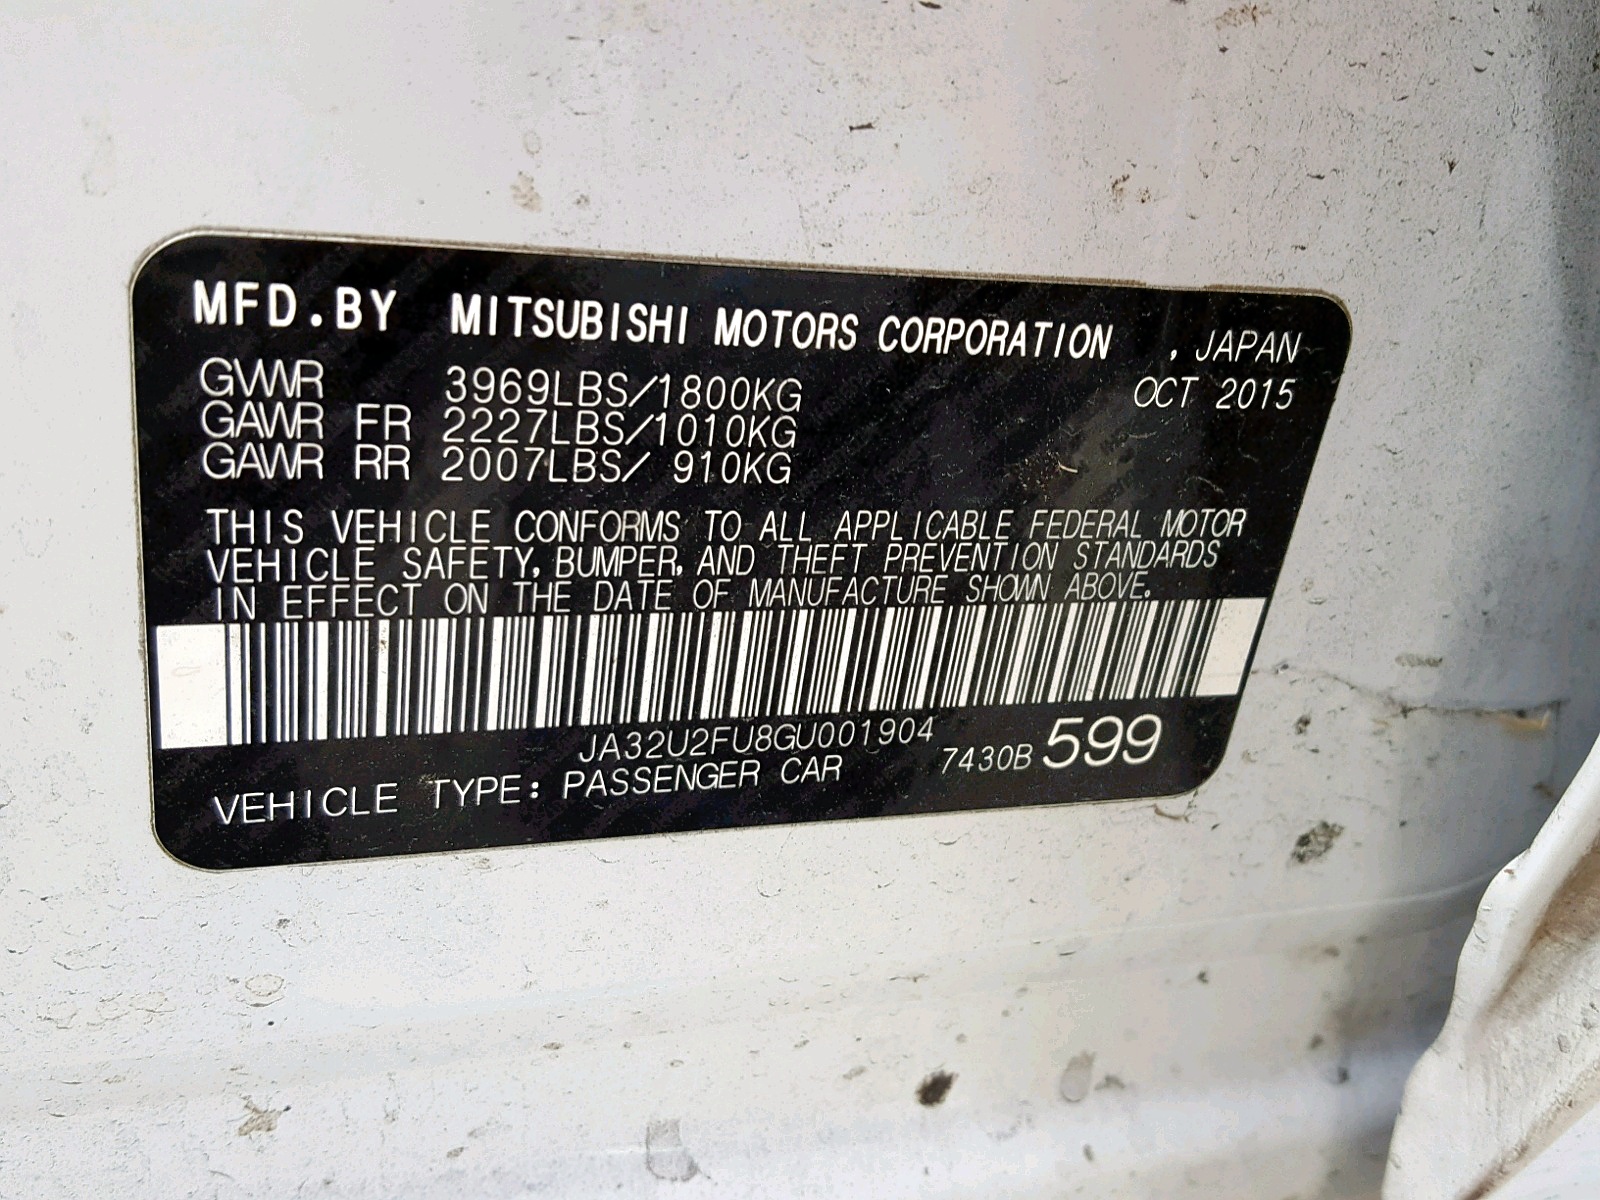 MFD.BY MITSUBISHI MOTORS CORPORATION , JAPAN
GVWR 3969LBS/1800KG OCT 2015
GAWR FR 2227LBS/1010KG
GAWR RR 2007LBS/ 910KG
THIS VEHICLE CONFORMS TO ALL APPLICABLE FEDERAL MOTOR
VEHICLE SAFETY, BUMPER, AND THEFT PREVENTION STANDARDS
IN EFFECT ON THE DATE OF MANUFACTURE SHOWN ABOVE.
JA32U2FU8GU001904
VEHICLE TYPE: PASSENGER CAR 7430B 599